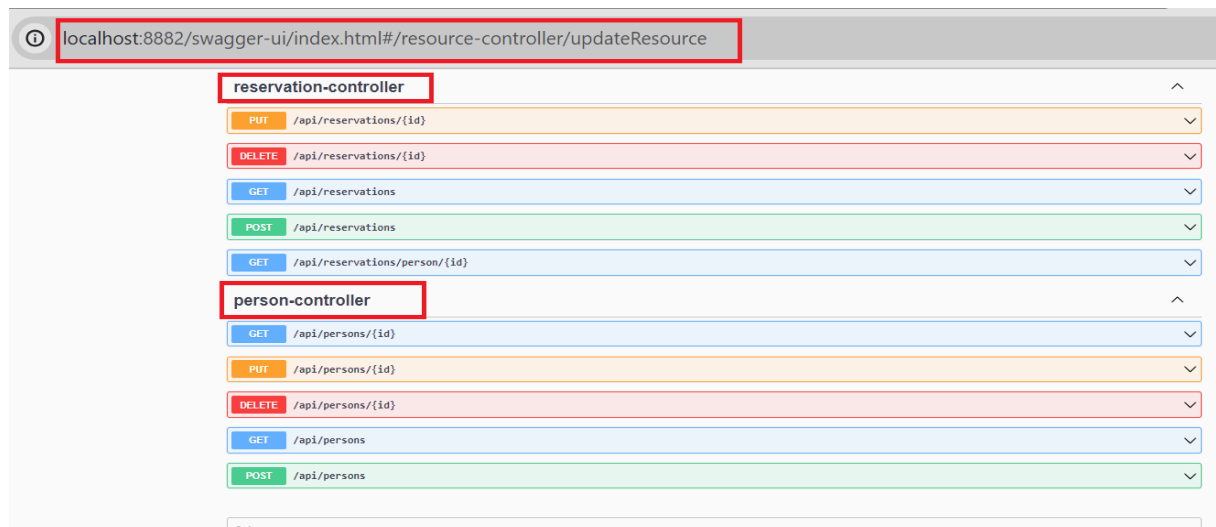 localhost:8882/swagger-ui/index.html#/resource-controller/updateResource
reservation-controller
PUT /api/reservations/{id}
DELETE /api/reservations/{id}
GET /api/reservations
POST /api/reservations
GET /api/reservations/person/{id}
person-controller
GET /api/persons/{id}
PUT /api/persons/{id}
DELETE /api/persons/{id}
GET /api/persons
POST /api/persons